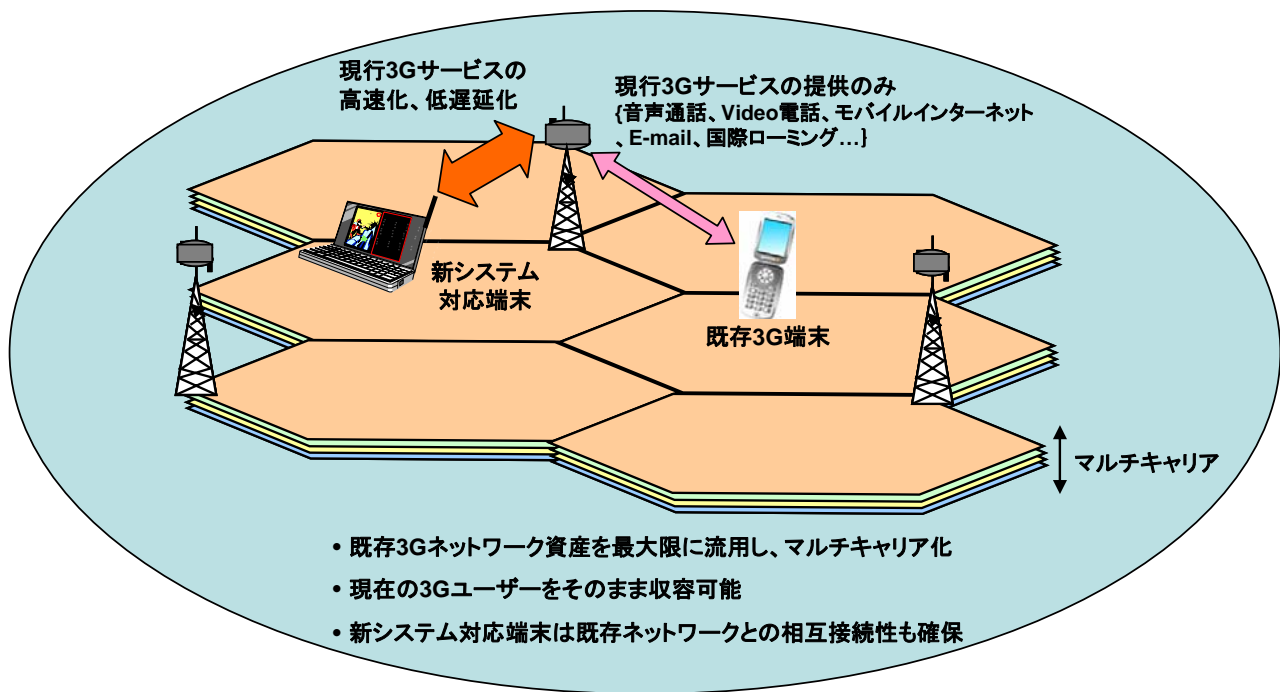 現行3Gサービスの
高速化、低遅延化
現行3Gサービスの提供のみ
{音声通話、Video電話、モバイルインターネット
、E-mail、国際ローミング…}
新システム
対応端末
既存3G端末
マルチキャリア
• 既存3Gネットワーク資産を最大限に流用し、マルチキャリア化
• 現在の3Gユーザーをそのまま収容可能
• 新システム対応端末は既存ネットワークとの相互接続性も確保